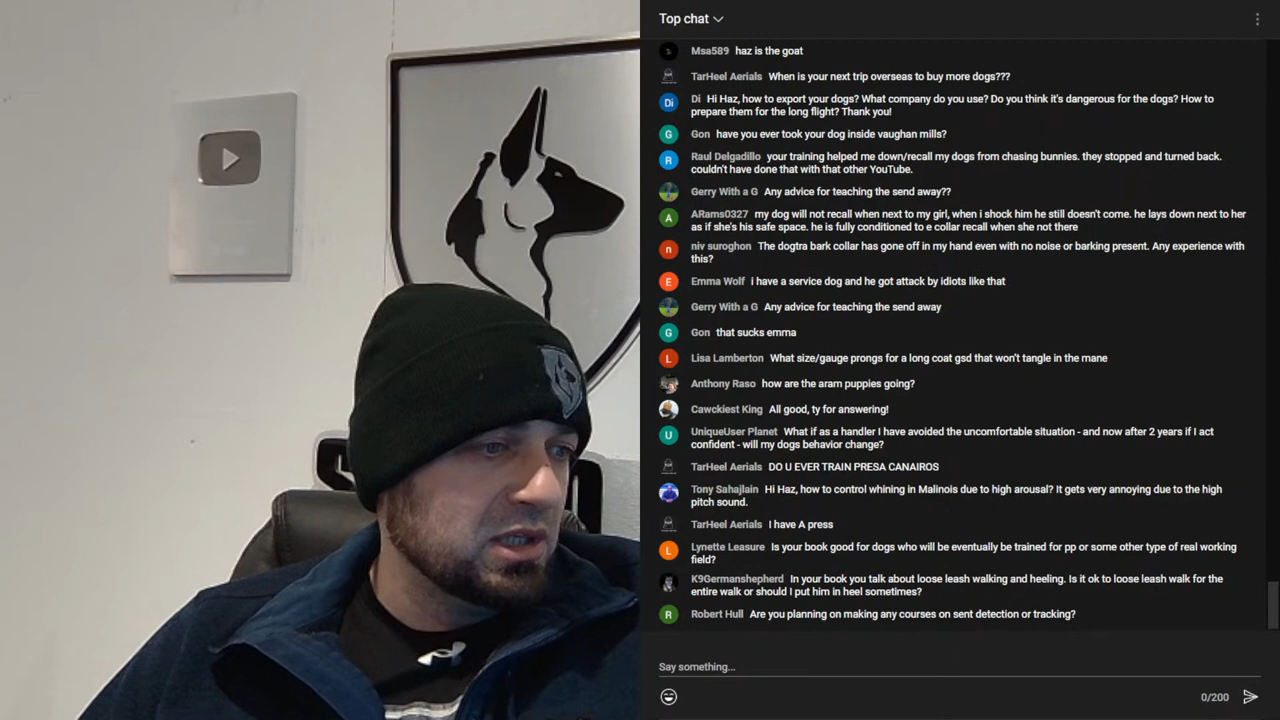 Top chat
Msa589 haz is the goat
TarHeel Aerials When is your next trip overseas to buy more dogs???
Di Di Hi Haz, how to export your dogs? What company do you use? Do you think it's dangerous for the dogs? How to
prepare them for the long flight? Thank you!
G Gon have you ever took your dog inside vaughan mills?
R Raul Delgadillo your training helped me down/recall my dogs from chasing bunnies. they stopped and turned back.
couldn't have done that with that other YouTube.
Gerry With a G Any advice for teaching the send away??
A ARams0327 my dog will not recall when next to my girl, when i shock him he still doesn't come. he lays down next to her
as if she's his safe space. he is fully conditioned to e collar recall when she not there
n niv suroghon The dogtra bark collar has gone off in my hand even with no noise or barking present. Any experience with
this?
E Emma Wolf i have a service dog and he got attack by idiots like that
Gerry With a G Any advice for teaching the send away
G Gon that sucks emma
L Lisa Lamberton What size/gauge prongs for a long coat gsd that won't tangle in the mane
Anthony Raso how are the aram puppies going?
Cawckiest King All good, ty for answering!
U UniqueUser Planet What if as a handler I have avoided the uncomfortable situation - and now after 2 years if I act
confident - will my dogs behavior change?
TarHeel Aerials DO U EVER TRAIN PRESA CANAIROS
Tony Sahajlain Hi Haz, how to control whining in Malinois due to high arousal? It gets very annoying due to the high
pitch sound.
TarHeel Aerials I have A press
L Lynette Leasure Is your book good for dogs who will be eventually be trained for pp or some other type of real working
field?
K9Germanshepherd In your book you talk about loose leash walking and heeling. Is it ok to loose leash walk for the
entire walk or should I put him in heel sometimes?
R Robert Hull Are you planning on making any courses on sent detection or tracking?
Say something...
0/200